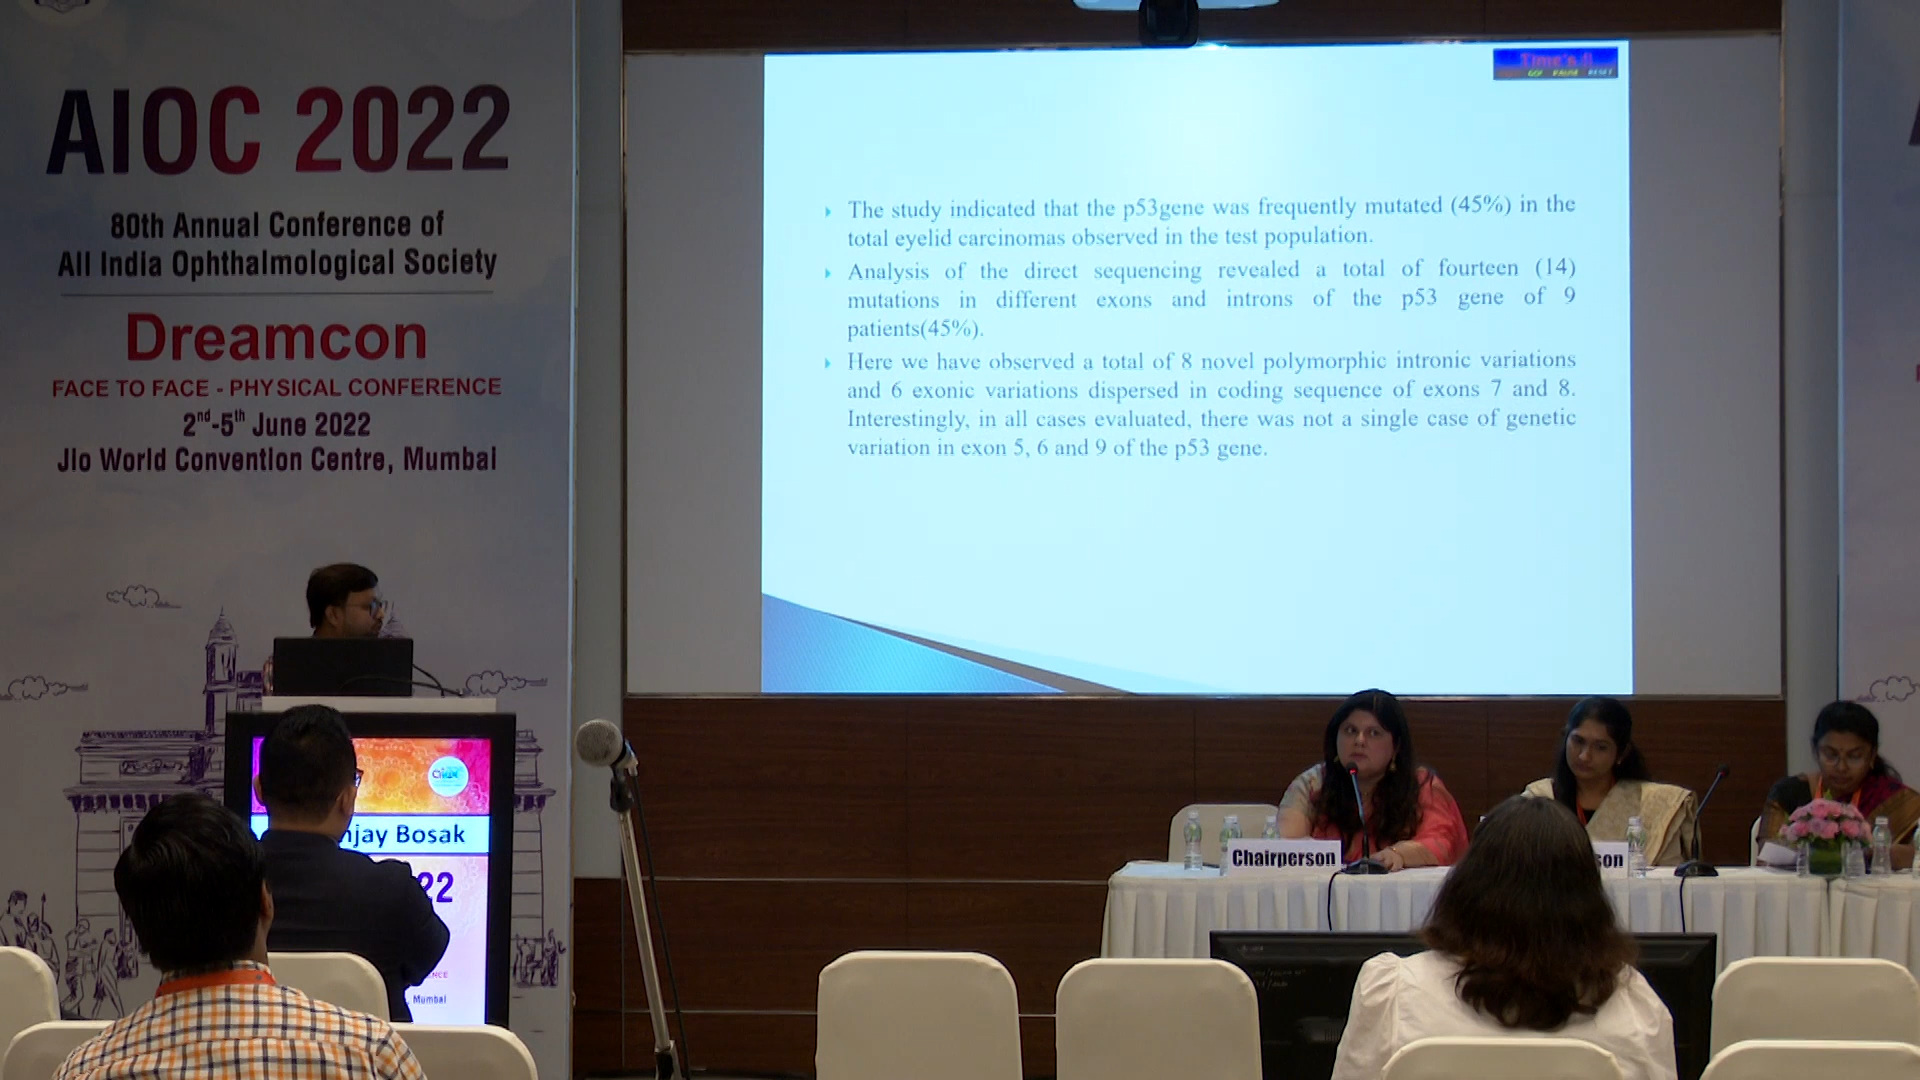 AIOC 2022
80th Annual Conference of
All India Ophthalmological Society
Dreamcon
FACE TO FACE - PHYSICAL CONFERENCE
2nd-5th June 2022
Jio World Convention Centre, Mumbai
Time's
GO! PAUSE RESET
The study indicated that the p53gene was frequently mutated (45%) in the
total eyelid carcinomas observed in the test population.
Analysis of the direct sequencing revealed a total of fourteen (14)
mutations in different exons and introns of the p53 gene of 9
patients(45%).
Here we have observed a total of 8 novel polymorphic intronic variations
and 6 exonic variations dispersed in coding sequence of exons 7 and 8.
Interestingly, in all cases evaluated, there was not a single case of genetic
variation in exon 5, 6 and 9 of the p53 gene.
njay Bosak
22
ENCE
, Mumbai
Chairperson
son